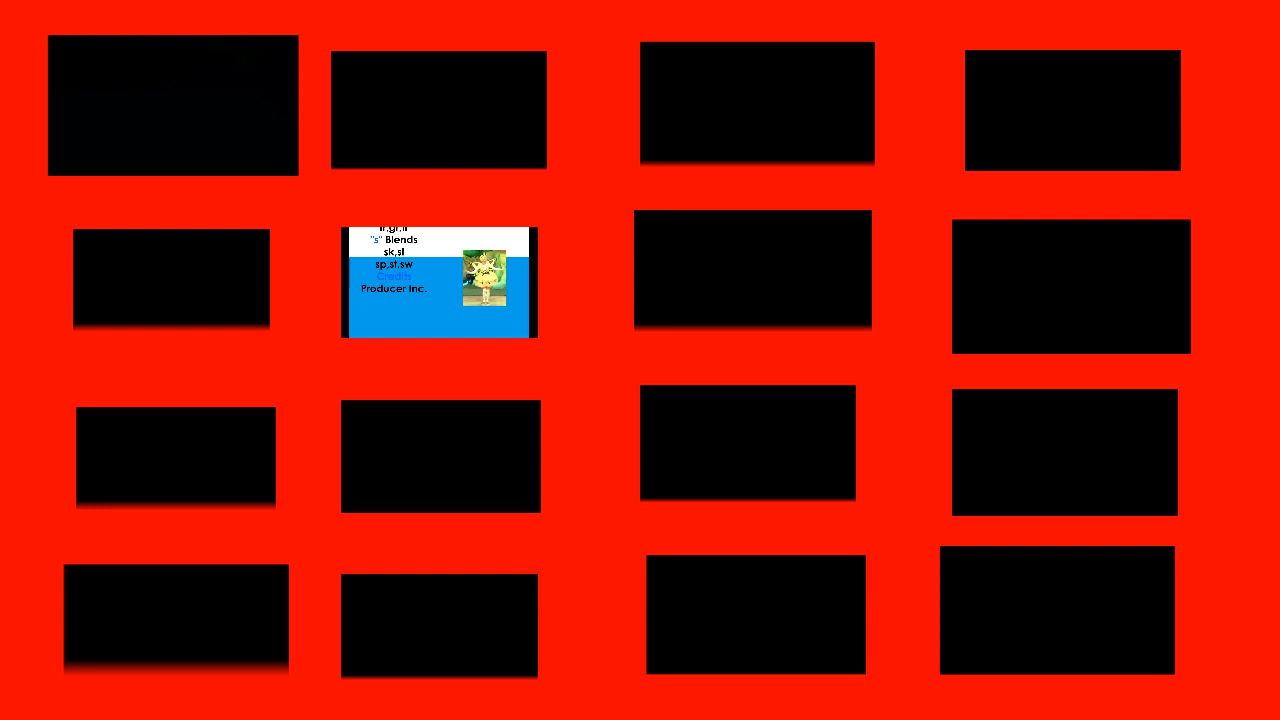 "s" Blends
sk,sl
sp,st,sw
Credits
Producer Inc.